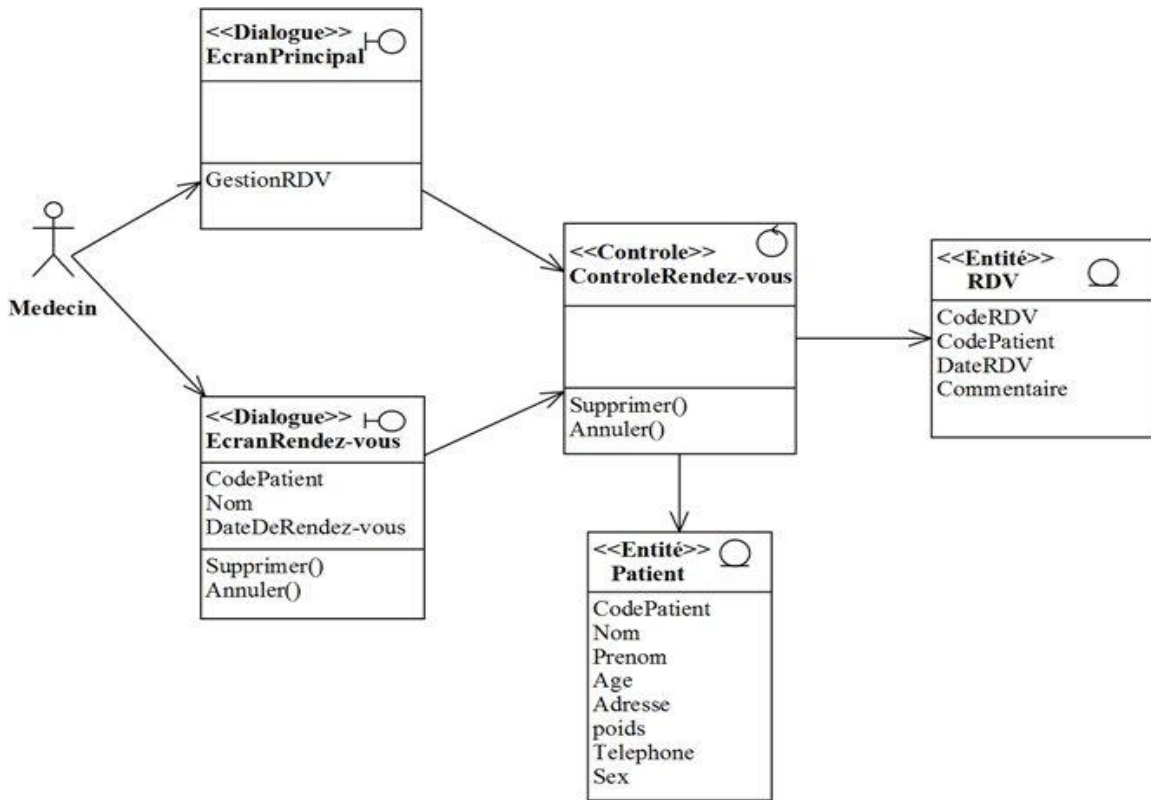 <<Dialogue>>
EcranPrincipal
GestionRDV
Medecin
<<Dialogue>>
EcranRendez-vous
CodePatient
Nom
DateDeRendez-vous
Supprimer()
Annuler()
<<Controle>>
ControleRendez-vous
Supprimer()
Annuler()
<<Entité>>
RDV
CodeRDV
CodePatient
DateRDV
Commentaire
<<Entité>>
Patient
CodePatient
Nom
Prenom
Age
Adresse
poids
Telephone
Sex